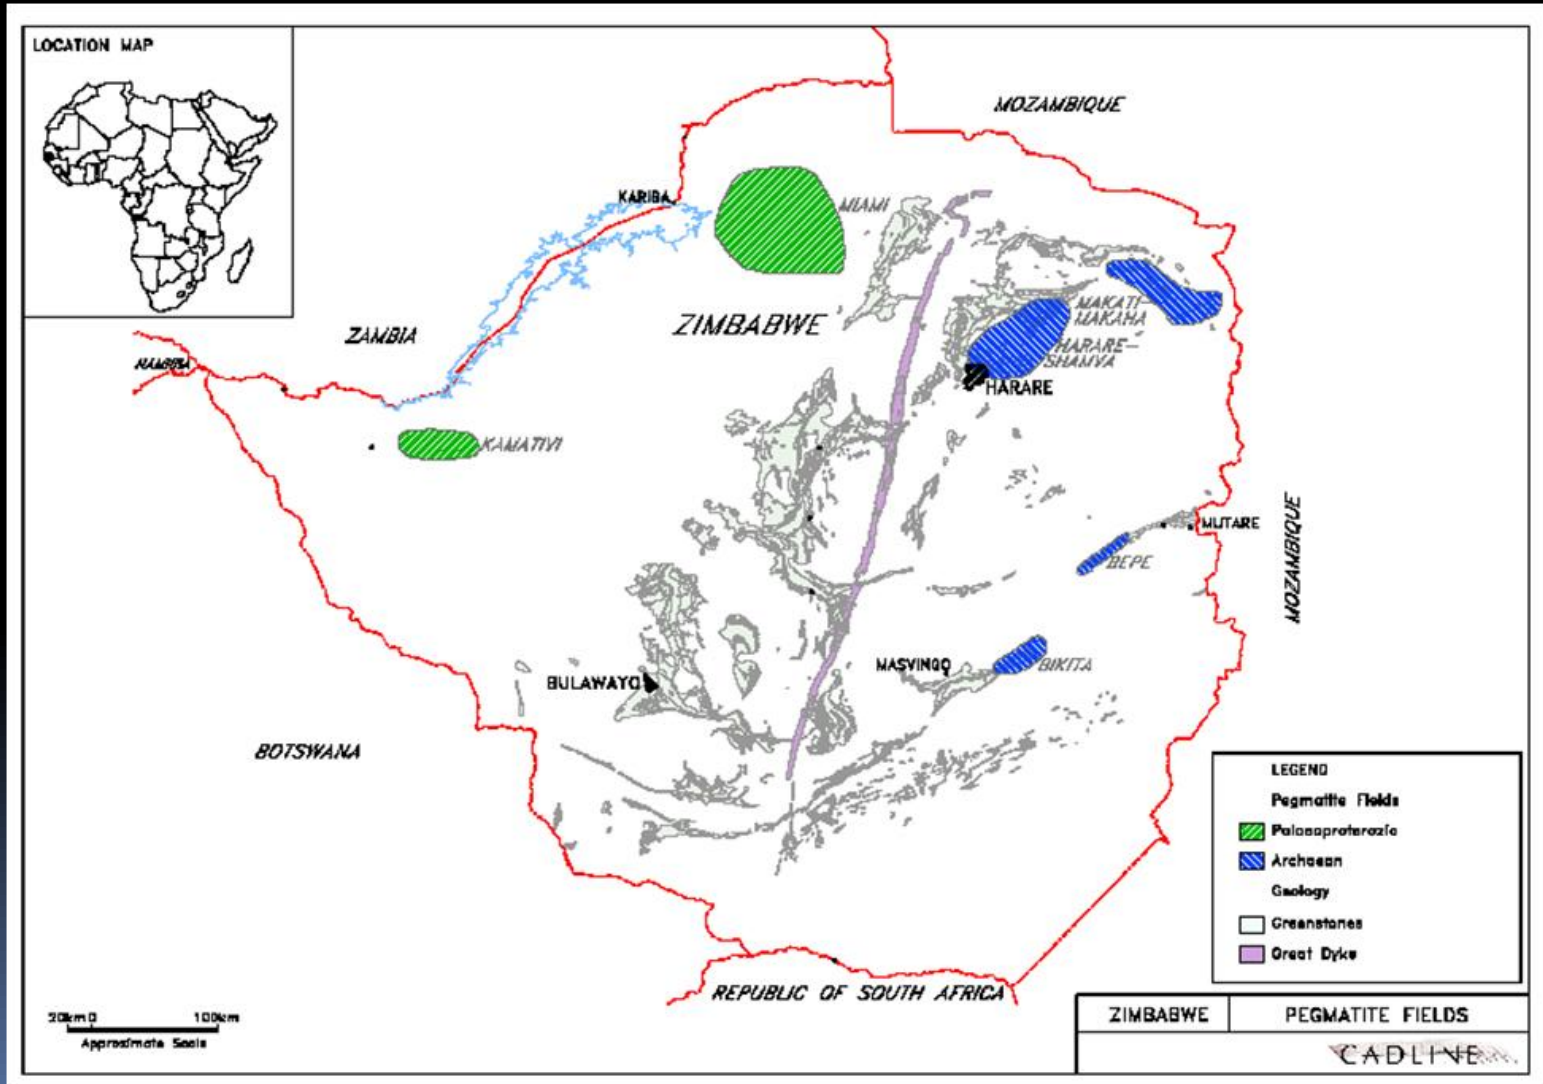 LOCATION MAP
MOZAMBIQUE
KARIBA
MIAMI
ZIMBABWE
ZAMBIA
MAKATI-
MAKAHA
NAMIBIA
HARARE-
SHAMVA
HARARE
KAMATIVI
MUTARE
BEPE
MOZAMBIQUE
MASVINGO
BIKITA
BULAWAYO
BOTSWANA
LEGEND
Pegmatite Fields
Palaeoproterozic
Archaean
Geology
Greenstones
Great Dyke
REPUBLIC OF SOUTH AFRICA
20km 0 100km
Approximate Scale
ZIMBABWE PEGMATITE FIELDS
CADLINE